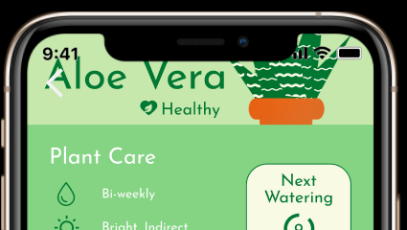 9:41
Aloe Vera
Healthy
Plant Care
Bi-weekly
Bright, Indirect
Next
Watering